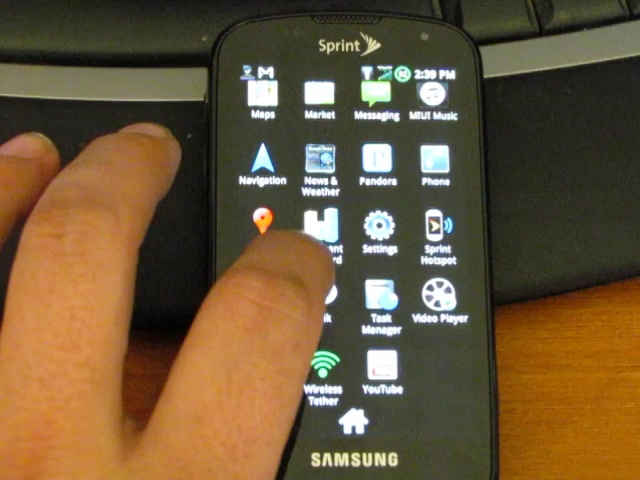 Sprint
2:39 PM
Maps Market Messaging MIUI Music
Navigation News & Pandora Phone
Weather
Settings Sprint
Hotspot
Task Video Player
Manager
Wireless YouTube
Tether
SAMSUNG